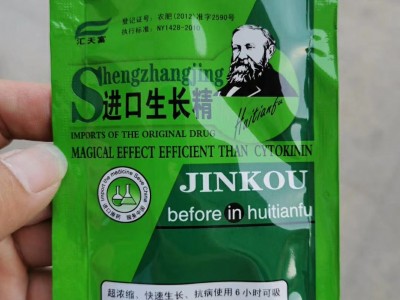 登记证号：农肥（2012）准字2590号
执行标准：NY1428-2010
汇天富
Shengzhangjing
进口生长精
Huitianfu
IMPORTS OF THE ORIGINAL DRUG
MAGICAL EFFECT EFFICIENT THAN CYTOKININ
JINKOU
before in huitianfu
超浓缩，快速生长，抗病使用6小时可吸